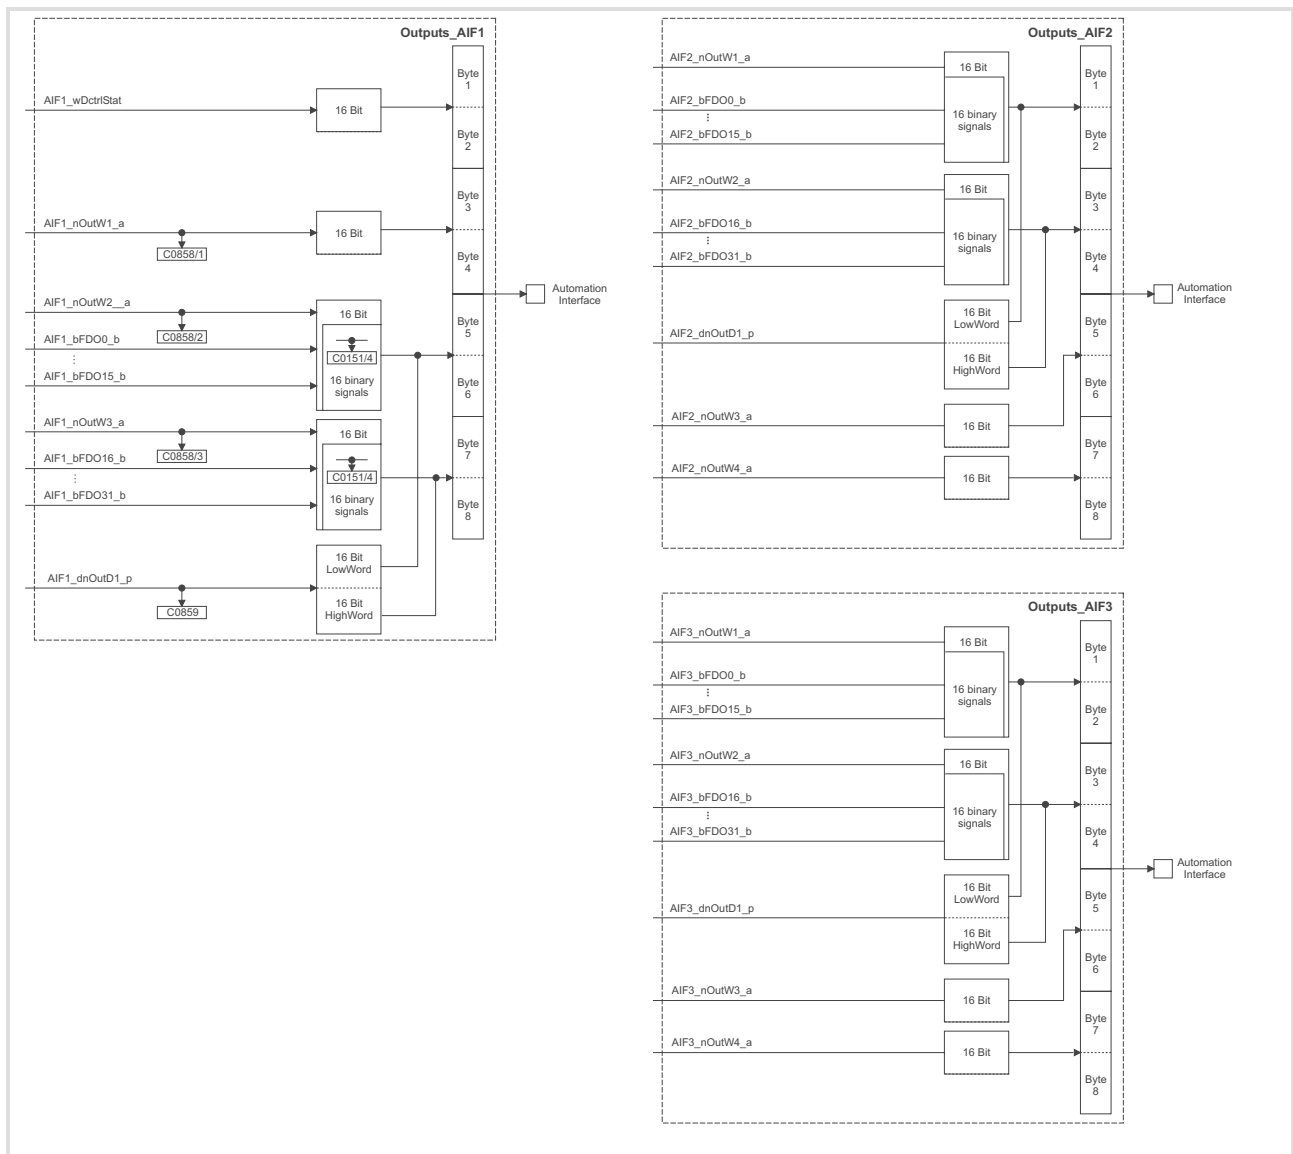 Outputs_AIF1
AIF1_wDctrlStat
16 Bit
Byte
1
Byte
2
AIF1_nOutW1_a
C0858/1
16 Bit
Byte
3
Byte
4
AIF1_nOutW2__a
C0858/2
AIF1_bFDO0_b
⋮
AIF1_bFDO15_b
16 Bit
C0151/4
16 binary
signals
Byte
5
Byte
6
AIF1_nOutW3_a
C0858/3
AIF1_bFDO16_b
⋮
AIF1_bFDO31_b
16 Bit
C0151/4
16 binary
signals
Byte
7
Byte
8
AIF1_dnOutD1_p
C0859
16 Bit
LowWord
16 Bit
HighWord
Automation
Interface
Outputs_AIF2
AIF2_nOutW1_a
AIF2_bFDO0_b
⋮
AIF2_bFDO15_b
16 Bit
16 binary
signals
Byte
1
Byte
2
AIF2_nOutW2_a
AIF2_bFDO16_b
⋮
AIF2_bFDO31_b
16 Bit
16 binary
signals
Byte
3
Byte
4
AIF2_dnOutD1_p
16 Bit
LowWord
16 Bit
HighWord
Byte
5
Byte
6
AIF2_nOutW3_a
16 Bit
AIF2_nOutW4_a
16 Bit
Byte
7
Byte
8
Automation
Interface
Outputs_AIF3
AIF3_nOutW1_a
AIF3_bFDO0_b
⋮
AIF3_bFDO15_b
16 Bit
16 binary
signals
Byte
1
Byte
2
AIF3_nOutW2_a
AIF3_bFDO16_b
⋮
AIF3_bFDO31_b
16 Bit
16 binary
signals
Byte
3
Byte
4
AIF3_dnOutD1_p
16 Bit
LowWord
16 Bit
HighWord
Byte
5
Byte
6
AIF3_nOutW3_a
16 Bit
AIF3_nOutW4_a
16 Bit
Byte
7
Byte
8
Automation
Interface